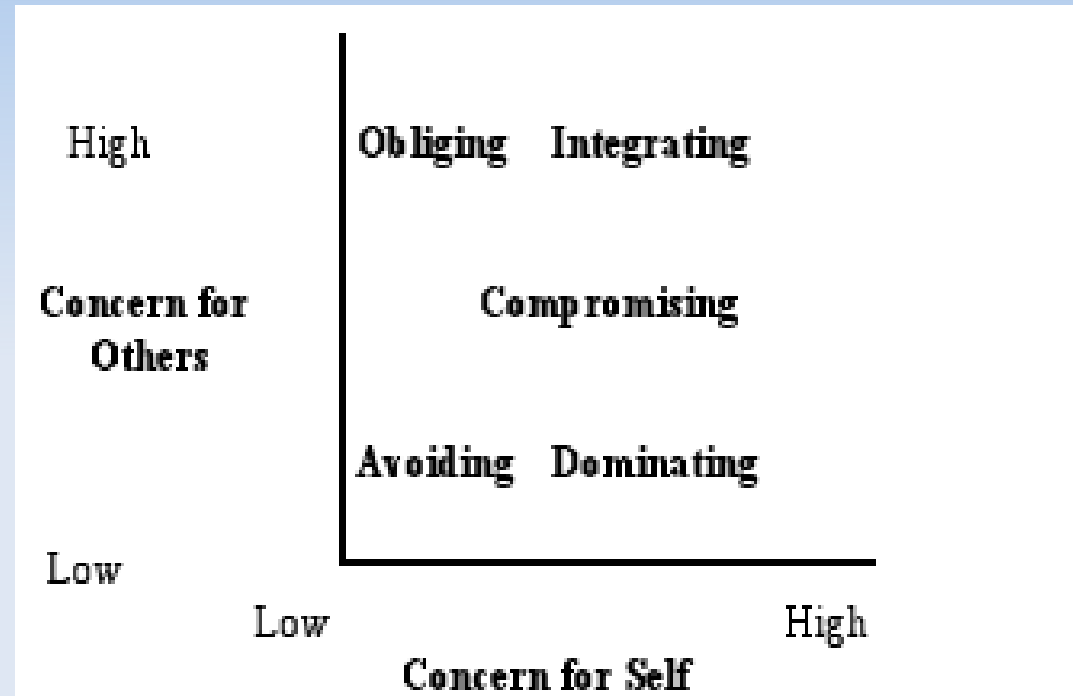 High
Obliging Integrating
Concern for
Others
Compromising
Avoiding Dominating
Low
Low
High
Concern for Self